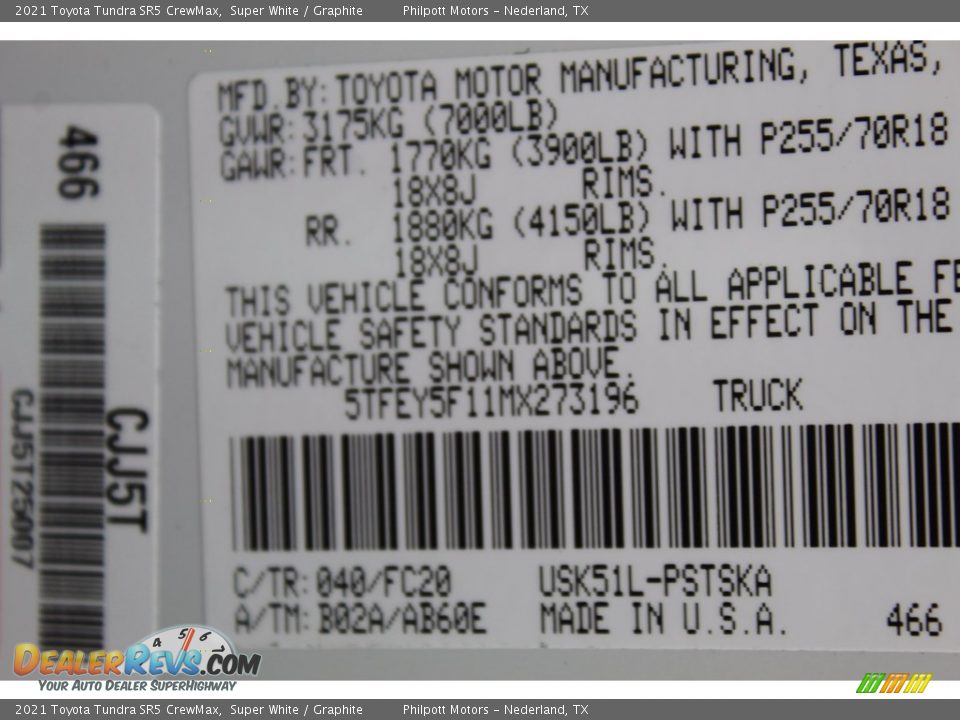 2021 Toyota Tundra SR5 CrewMax, Super White / Graphite Philpott Motors - Nederland, TX
466
CJJ5T
CJJ5T25007
MFD.BY:TOYOTA MOTOR MANUFACTURING, TEXAS,
GVWR:3175KG (7000LB)
GAWR:FRT. 1770KG (3900LB) WITH P255/70R18
18X8J RIMS.
RR. 1880KG (4150LB) WITH P255/70R18
18X8J RIMS.
THIS VEHICLE CONFORMS TO ALL APPLICABLE FE
VEHICLE SAFETY STANDARDS IN EFFECT ON THE
MANUFACTURE SHOWN ABOVE.
5TFEY5F11MX273196 TRUCK
C/TR:040/FC20 USK51L-PSTSKA
A/TM:B02A/AB60E MADE IN U.S.A. 466
4 5 6 7
DEALERREVS.COM
YOUR AUTO DEALER SUPERHIGHWAY
2021 Toyota Tundra SR5 CrewMax, Super White / Graphite Philpott Motors - Nederland, TX